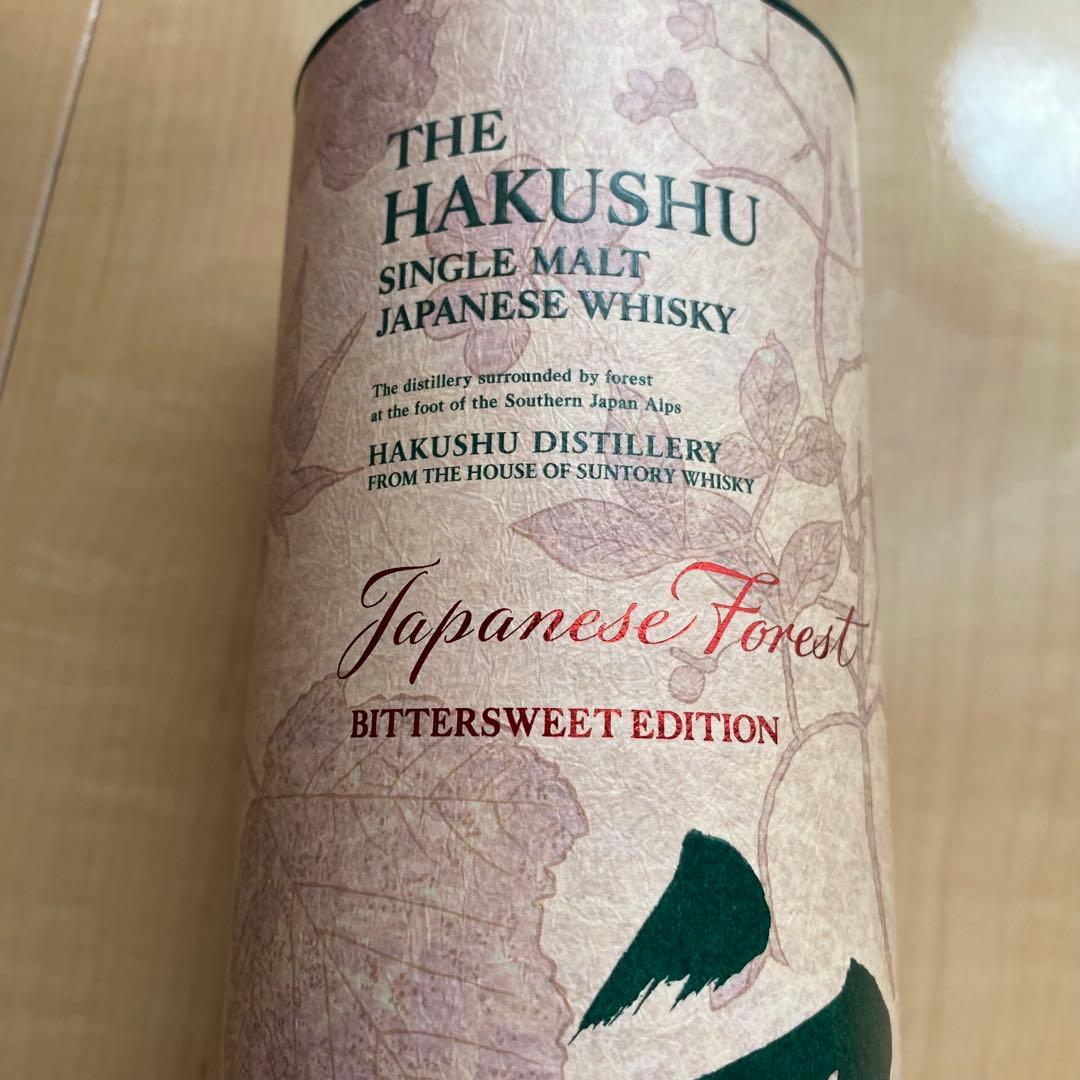 THE
HAKUSHU
SINGLE MALT
JAPANESE WHISKY
The distillery surrounded by forest
at the foot of the Southern Japan Alps
HAKUSHU DISTILLERY
FROM THE HOUSE OF SUNTORY WHISKY
Japanese Forest
BITTERSWEET EDITION